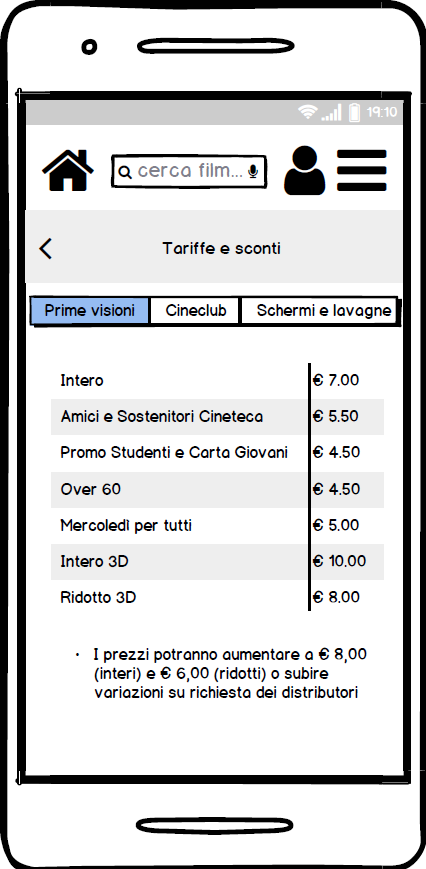 19:10
cerca film...
Tariffe e sconti
Prime visioni Cineclub Schermi e lavagne
Intero € 7.00
Amici e Sostenitori Cineteca € 5.50
Promo Studenti e Carta Giovani € 4.50
Over 60 € 4.50
Mercoledì per tutti € 5.00
Intero 3D € 10.00
Ridotto 3D € 8.00
• I prezzi potranno aumentare a € 8,00
(interi) e € 6,00 (ridotti) o subire
variazioni su richiesta dei distributori